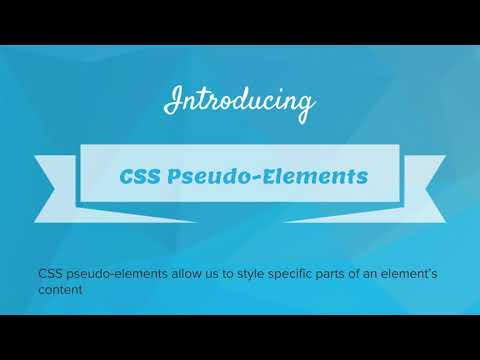 Introducing
CSS Pseudo-Elements
CSS pseudo-elements allow us to style specific parts of an element's
content